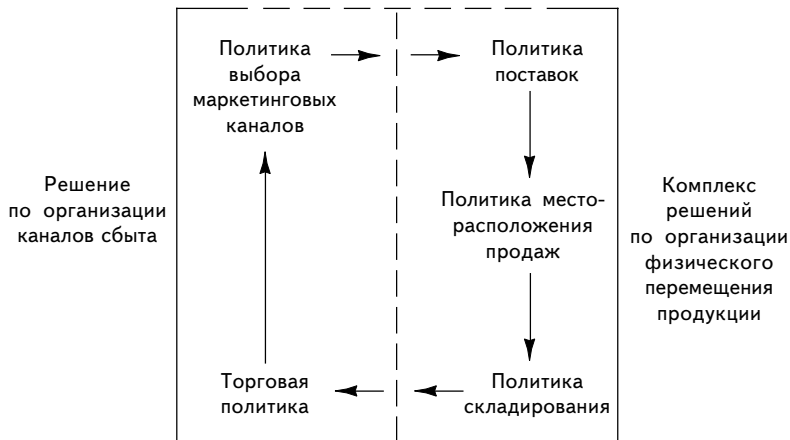 Политика
выбора
маркетинговых
каналов
Политика
поставок
Решение
по организации
каналов сбыта
Политика место-
расположения
продаж
Комплекс
решений
по организации
физического
перемещения
продукции
Торговая
политика
Политика
складирования